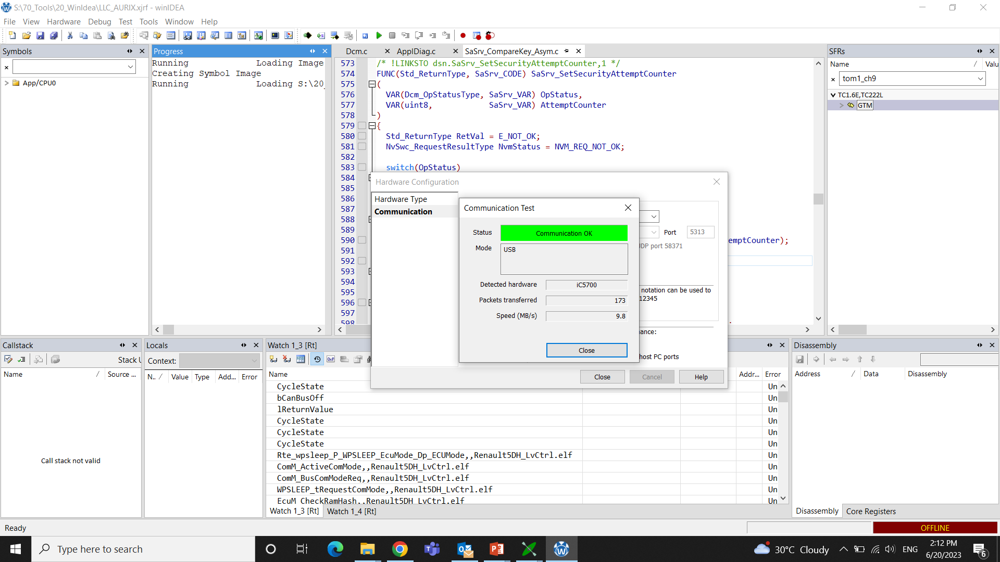 S:\70_Tools\20_WinIdea\LLC_AURIX.xjrf - winIDEA
File View Hardware Debug Test Tools Window Help
Symbols
App/CPU0
Progress
Running Loading Image
Creating Symbol Image
Running Loading S:\20_
Dcm.c ApplDiag.c SaSrv_CompareKey_Asym.c
573 /* !LINKSTO dsn.SaSrv_SetSecurityAttemptCounter,1 */
574 FUNC(Std_ReturnType, SaSrv_CODE) SaSrv_SetSecurityAttemptCounter
575 (
576 VAR(Dcm_OpStatusType, SaSrv_VAR) OpStatus,
577 VAR(uint8, SaSrv_VAR) AttemptCounter
578 )
579 {
580 Std_ReturnType RetVal = E_NOT_OK;
581 NvSwc_RequestResultType NvmStatus = NVM_REQ_NOT_OK;
582
583 switch(OpStatus)
584
585
586
587
588
589
590 emptCounter);
591
592
593
594
595
596
597
598
SFRs
Name Valu
tom1_ch9
TC1.6E,TC222L
GTM
Hardware Configuration
Hardware Type
Communication
Port 5313
UDP port 58371
notation can be used to
12345
nance:
host PC ports
Close Cancel Help
Communication Test
Status Communication OK
Mode USB
Detected hardware iC5700
Packets transferred 173
Speed (MB/s) 9.8
Close
Callstack
Stack U
Name Source ...
Call stack not valid
Locals
Context:
N.. Value Type Add... Error
Watch 1_3 [Rt]
Name Addr... Error
CycleState Un
bCanBusOff Un
lReturnValue Un
CycleState Un
CycleState Un
CycleState Un
Rte_wpsleep_P_WPSLEEP_EcuMode_Dp_ECUMode,,Renault5DH_LvCtrl.elf Un
ComM_ActiveComMode,,Renault5DH_LvCtrl.elf Un
ComM_BusComModeReq,,Renault5DH_LvCtrl.elf Un
WPSLEEP_tRequestComMode,,Renault5DH_LvCtrl.elf Un
EcuM_CheckRamHash,,Renault5DH_LvCtrl.elf Un
Watch 1_3 [Rt] Watch 1_4 [Rt]
Disassembly
Address Data Disassembly
Disassembly Core Registers
Ready
OFFLINE
Type here to search
30°C Cloudy
ENG
2:12 PM
6/20/2023
6